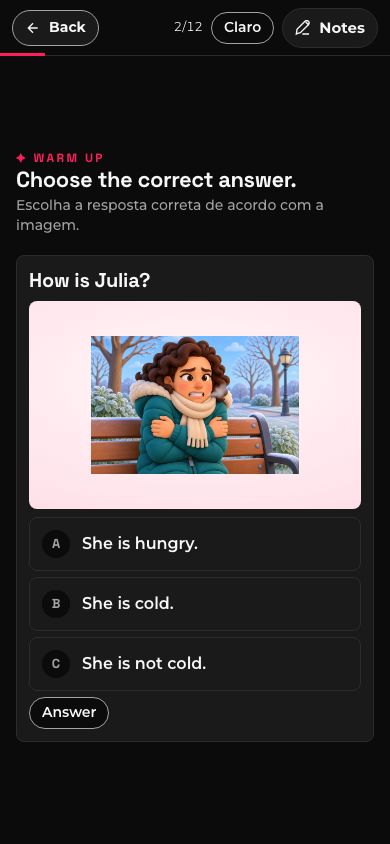 Back
2/12
Claro
Notes
WARM UP
Choose the correct answer.
Escolha a resposta correta de acordo com a
imagem.
How is Julia?
A She is hungry.
B She is cold.
C She is not cold.
Answer